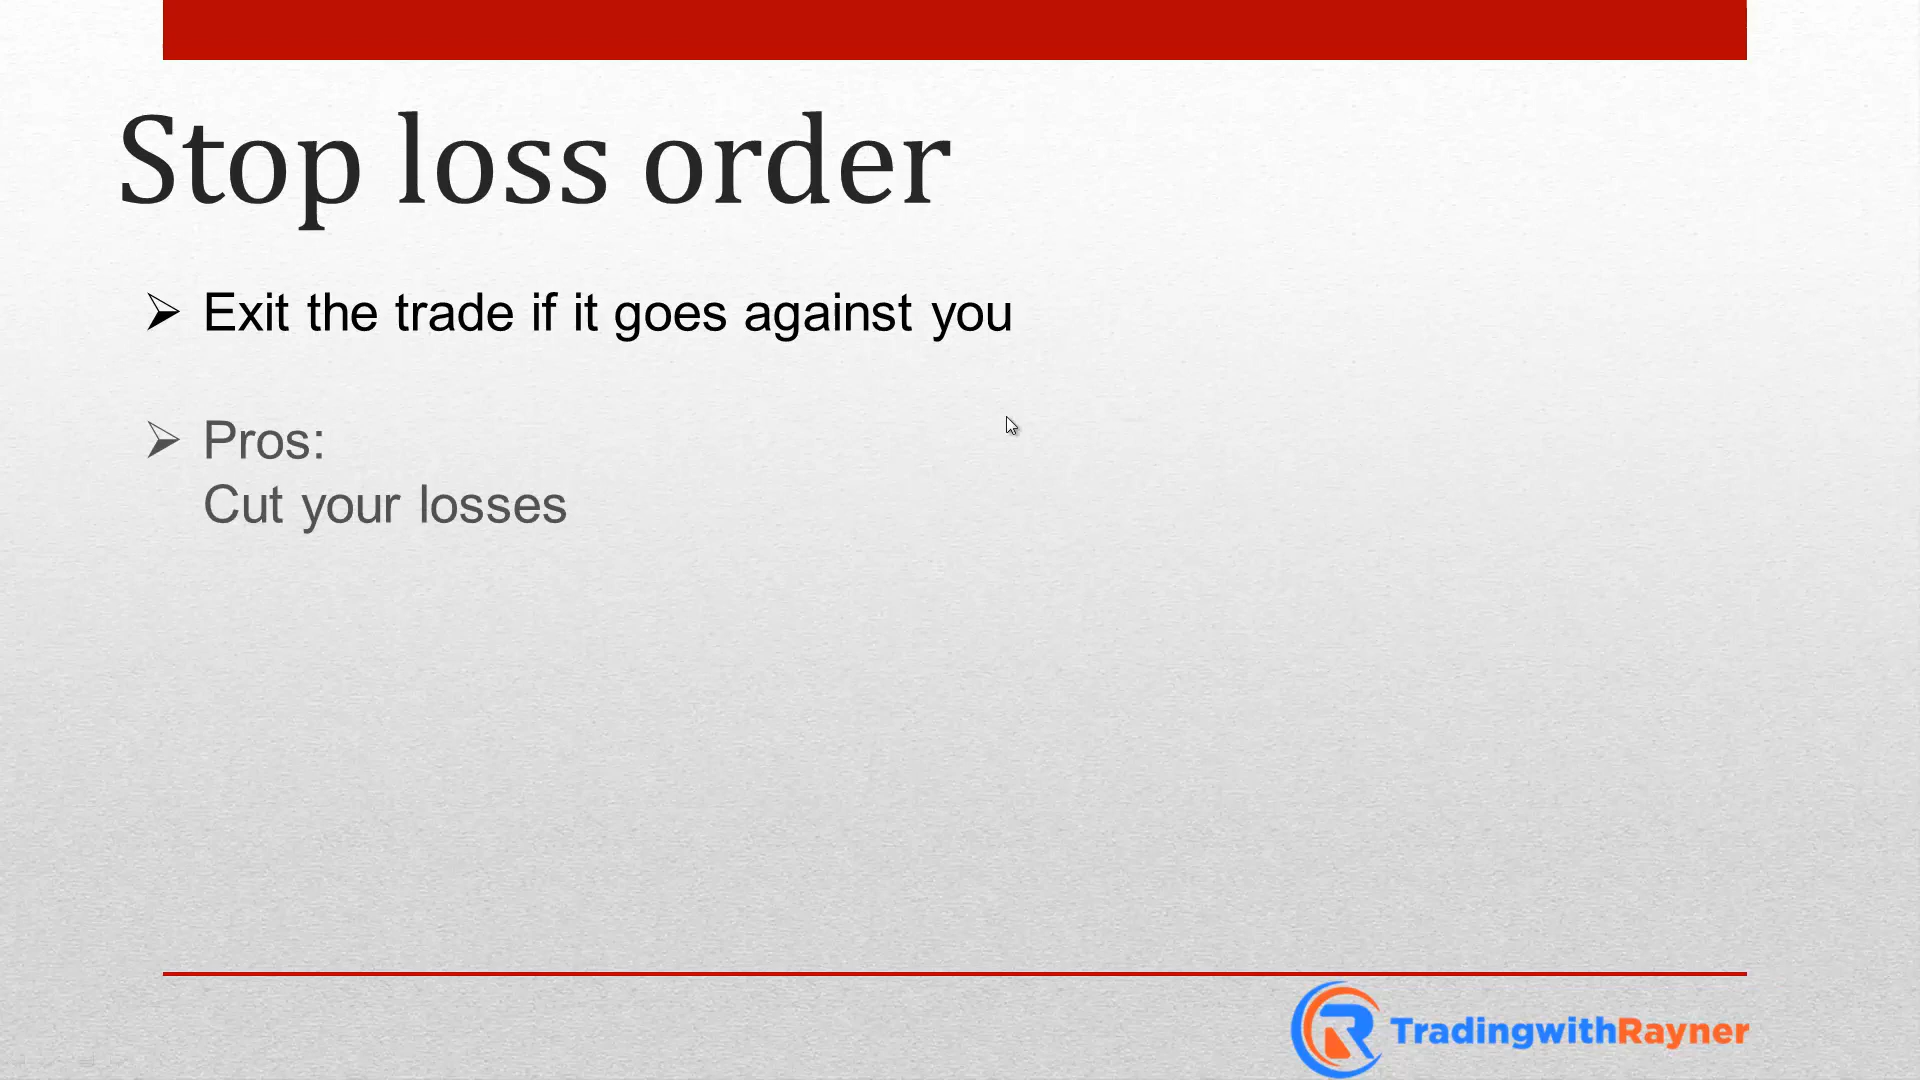 Stop loss order
➢ Exit the trade if it goes against you
➢ Pros:
Cut your losses
TradingwithRayner